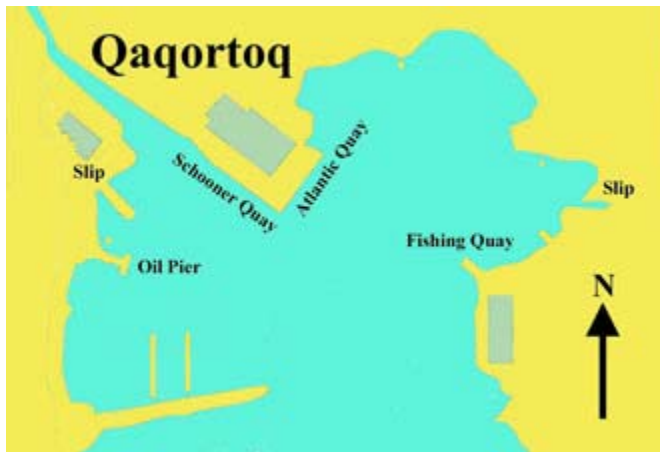 Qaqortoq
Schooner Quay
Atlantic Quay
Slip
Slip
Fishing Quay
Oil Pier
N